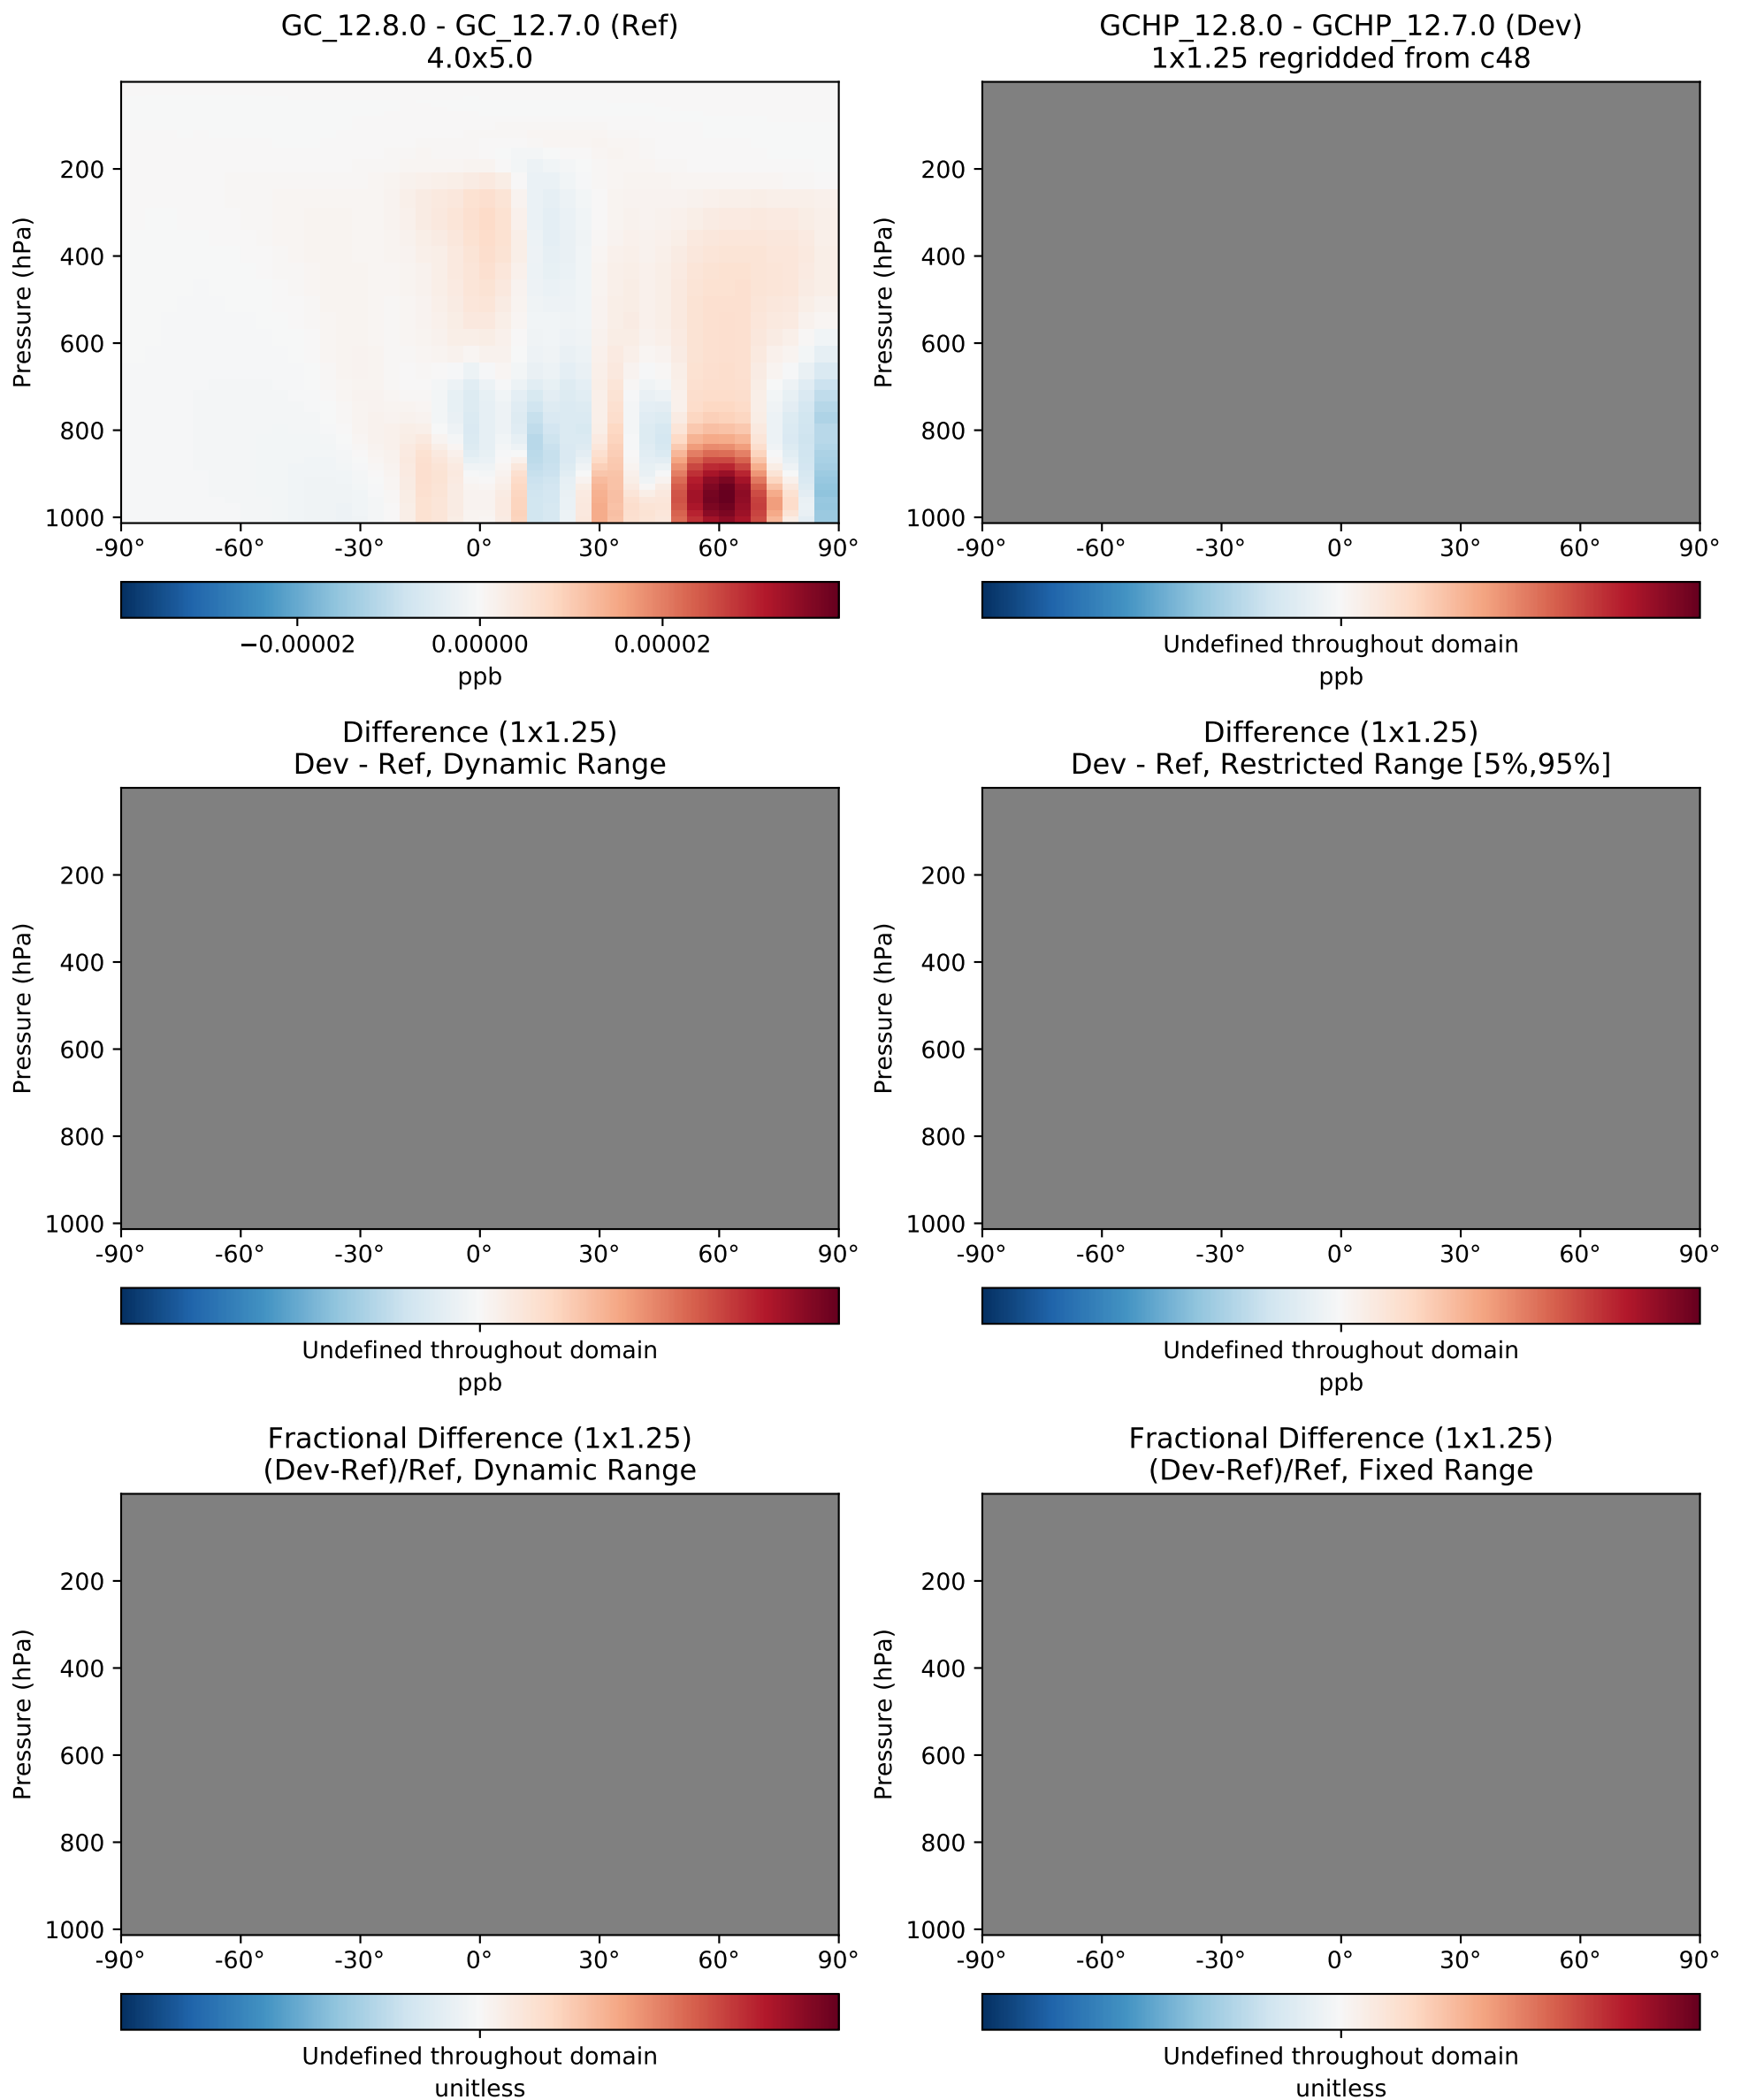 GC_12.8.0 - GC_12.7.0 (Ref)
4.0x5.0
Pressure (hPa)
200
400
600
800
1000
-90°
-60°
-30°
0°
30°
60°
90°
−0.00002
0.00000
0.00002
ppb
GCHP_12.8.0 - GCHP_12.7.0 (Dev)
1x1.25 regridded from c48
Pressure (hPa)
200
400
600
800
1000
-90°
-60°
-30°
0°
30°
60°
90°
Undefined throughout domain
ppb
Difference (1x1.25)
Dev - Ref, Dynamic Range
Pressure (hPa)
200
400
600
800
1000
-90°
-60°
-30°
0°
30°
60°
90°
Undefined throughout domain
ppb
Difference (1x1.25)
Dev - Ref, Restricted Range [5%,95%]
Pressure (hPa)
200
400
600
800
1000
-90°
-60°
-30°
0°
30°
60°
90°
Undefined throughout domain
ppb
Fractional Difference (1x1.25)
(Dev-Ref)/Ref, Dynamic Range
Pressure (hPa)
200
400
600
800
1000
-90°
-60°
-30°
0°
30°
60°
90°
Undefined throughout domain
unitless
Fractional Difference (1x1.25)
(Dev-Ref)/Ref, Fixed Range
Pressure (hPa)
200
400
600
800
1000
-90°
-60°
-30°
0°
30°
60°
90°
Undefined throughout domain
unitless